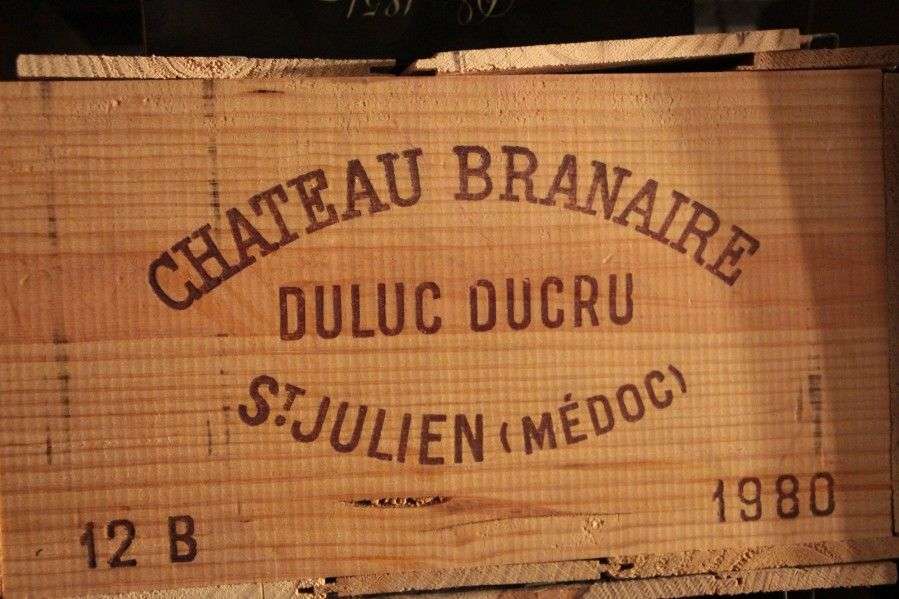 CHATEAU BRANAIRE
DULUC DUCRU
ST JULIEN (MÉDOC)
12 B
1980